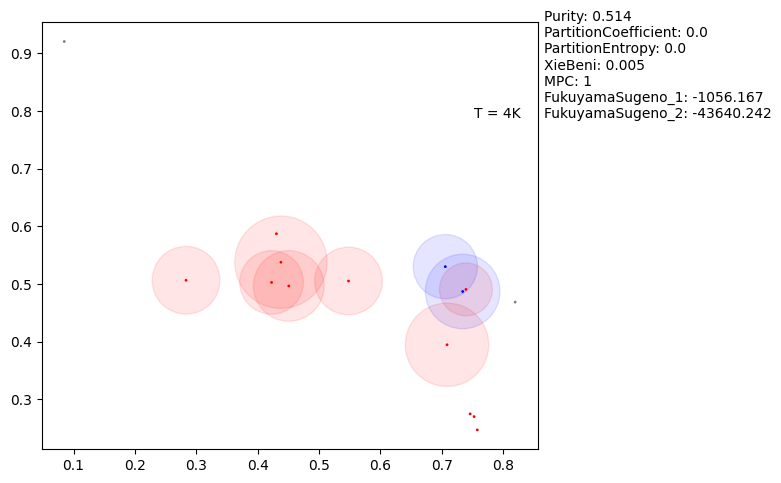 Purity: 0.514
PartitionCoefficient: 0.0
PartitionEntropy: 0.0
XieBeni: 0.005
MPC: 1
FukuyamaSugeno_1: -1056.167
FukuyamaSugeno_2: -43640.242
T = 4K
0.9
0.8
0.7
0.6
0.5
0.4
0.3
0.1 0.2 0.3 0.4 0.5 0.6 0.7 0.8